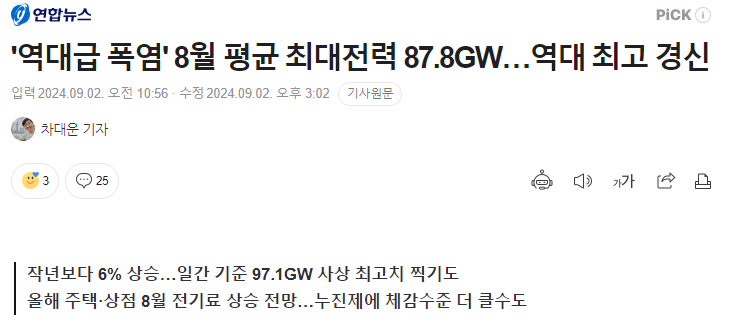 연합뉴스
PiCK
'역대급 폭염' 8월 평균 최대전력 87.8GW…역대 최고 경신
입력 2024.09.02. 오전 10:56 · 수정 2024.09.02. 오후 3:02 기사원문
차대운 기자
3 25
가가
작년보다 6% 상승…일간 기준 97.1GW 사상 최고치 찍기도
올해 주택·상점 8월 전기료 상승 전망…누진제에 체감수준 더 클수도